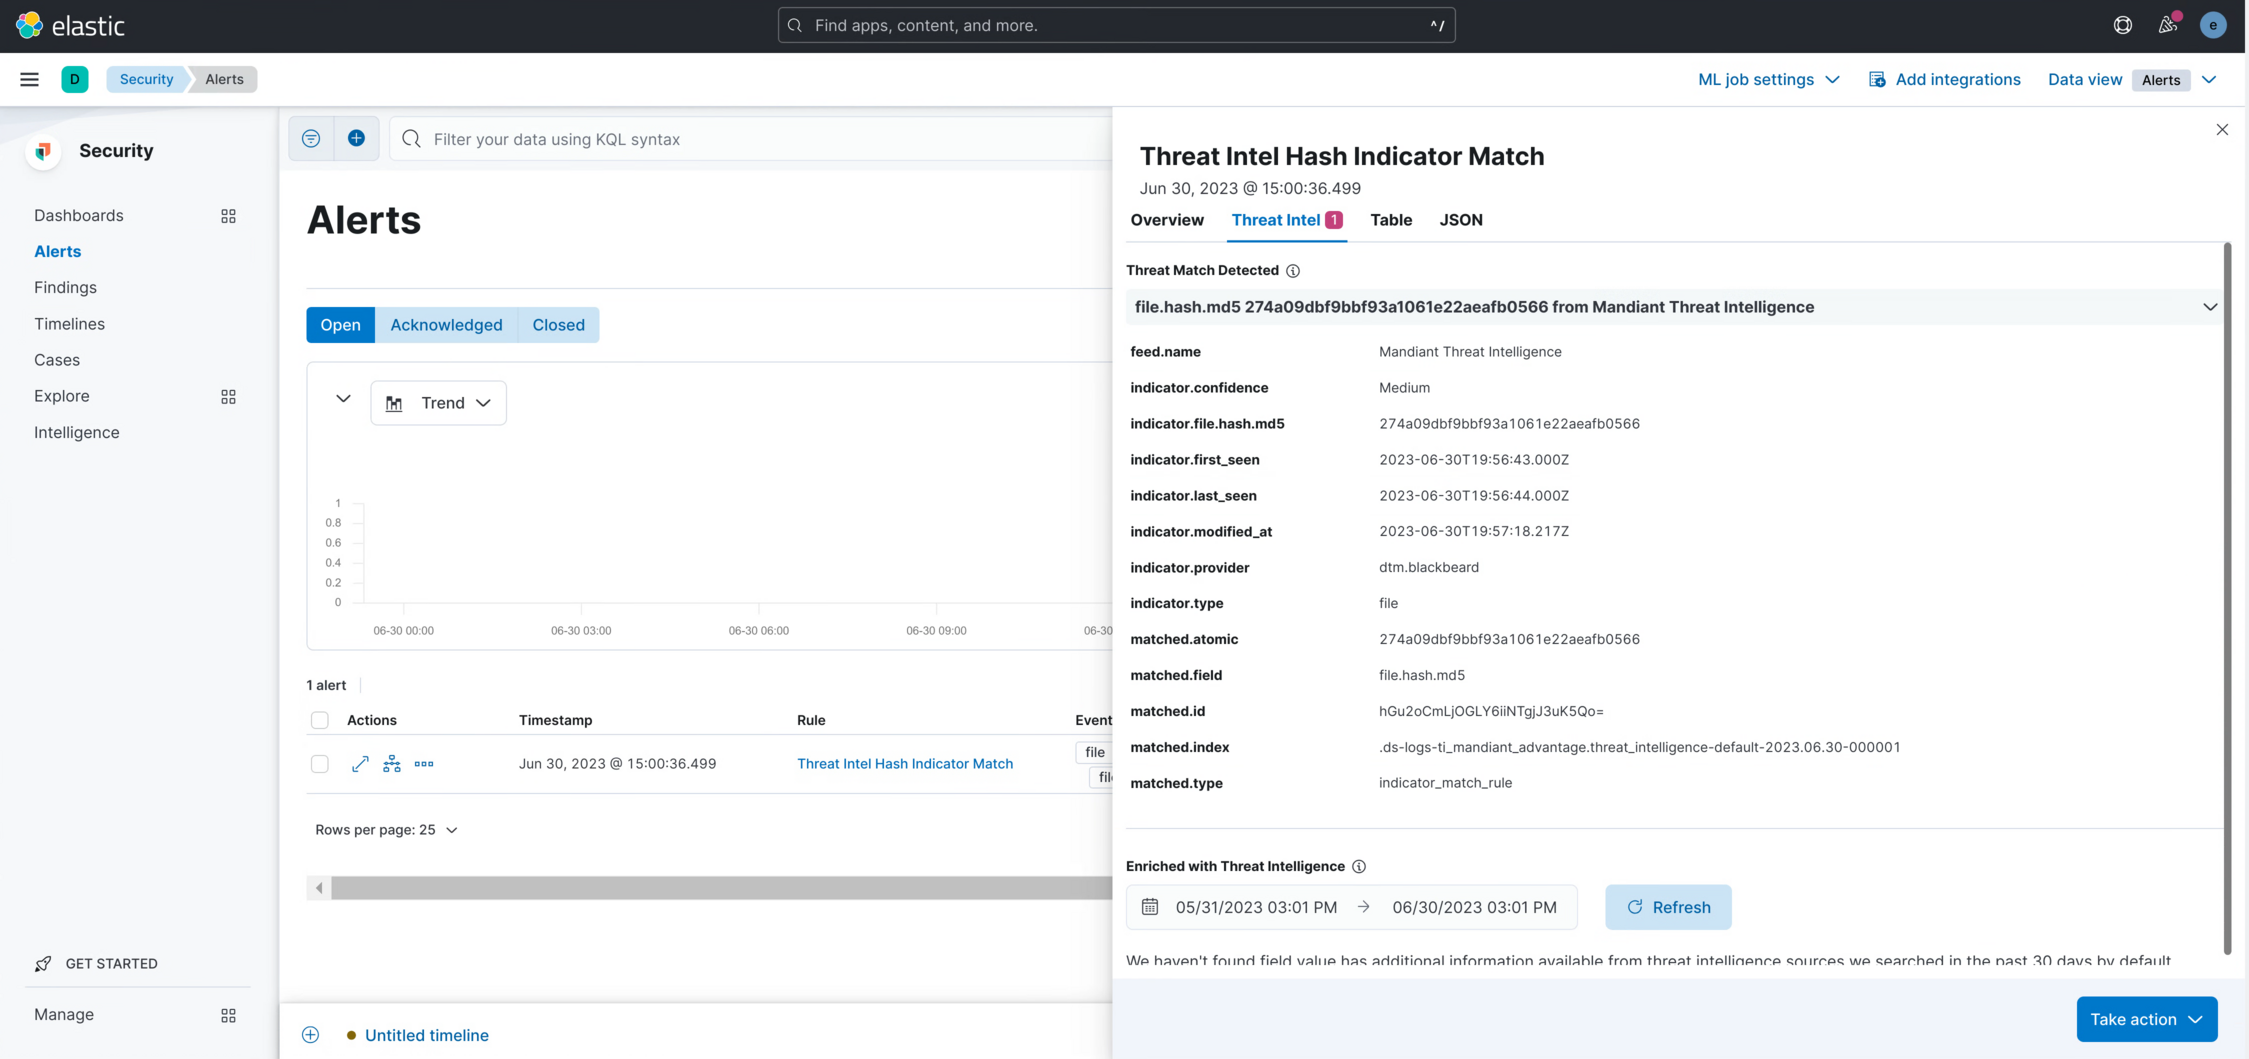 elastic
Find apps, content, and more.
^/
e
D
Security
Alerts
ML job settings
Add integrations
Data view
Alerts
Security
Dashboards
Alerts
Findings
Timelines
Cases
Explore
Intelligence
GET STARTED
Manage
Filter your data using KQL syntax
Alerts
Open
Acknowledged
Closed
Trend
1
0.8
0.6
0.4
0.2
0
06-30 00:00
06-30 03:00
06-30 06:00
06-30 09:00
06-30
1 alert
Actions
Timestamp
Rule
Event
Jun 30, 2023 @ 15:00:36.499
Threat Intel Hash Indicator Match
file
Rows per page: 25
Untitled timeline
Threat Intel Hash Indicator Match
Jun 30, 2023 @ 15:00:36.499
Overview
Threat Intel 1
Table
JSON
Threat Match Detected
file.hash.md5 274a09dbf9bbf93a1061e22aeafb0566 from Mandiant Threat Intelligence
feed.name Mandiant Threat Intelligence
indicator.confidence Medium
indicator.file.hash.md5 274a09dbf9bbf93a1061e22aeafb0566
indicator.first_seen 2023-06-30T19:56:43.000Z
indicator.last_seen 2023-06-30T19:56:44.000Z
indicator.modified_at 2023-06-30T19:57:18.217Z
indicator.provider dtm.blackbeard
indicator.type file
matched.atomic 274a09dbf9bbf93a1061e22aeafb0566
matched.field file.hash.md5
matched.id hGu2oCmLjOGLY6iiNTgjJ3uK5Qo=
matched.index .ds-logs-ti_mandiant_advantage.threat_intelligence-default-2023.06.30-000001
matched.type indicator_match_rule
Enriched with Threat Intelligence
05/31/2023 03:01 PM → 06/30/2023 03:01 PM
Refresh
We haven't found field value has additional information available from threat intelligence sources we searched in the past 30 days by default
Take action